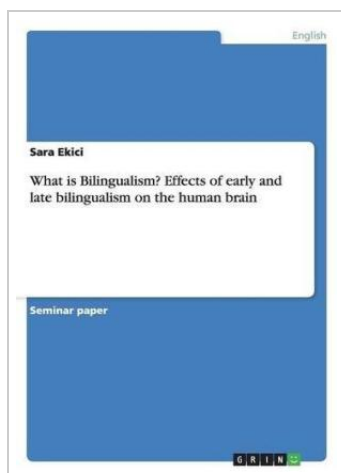 English
Sara Ekici
What is Bilingualism? Effects of early and
late bilingualism on the human brain
Seminar paper
GRIN